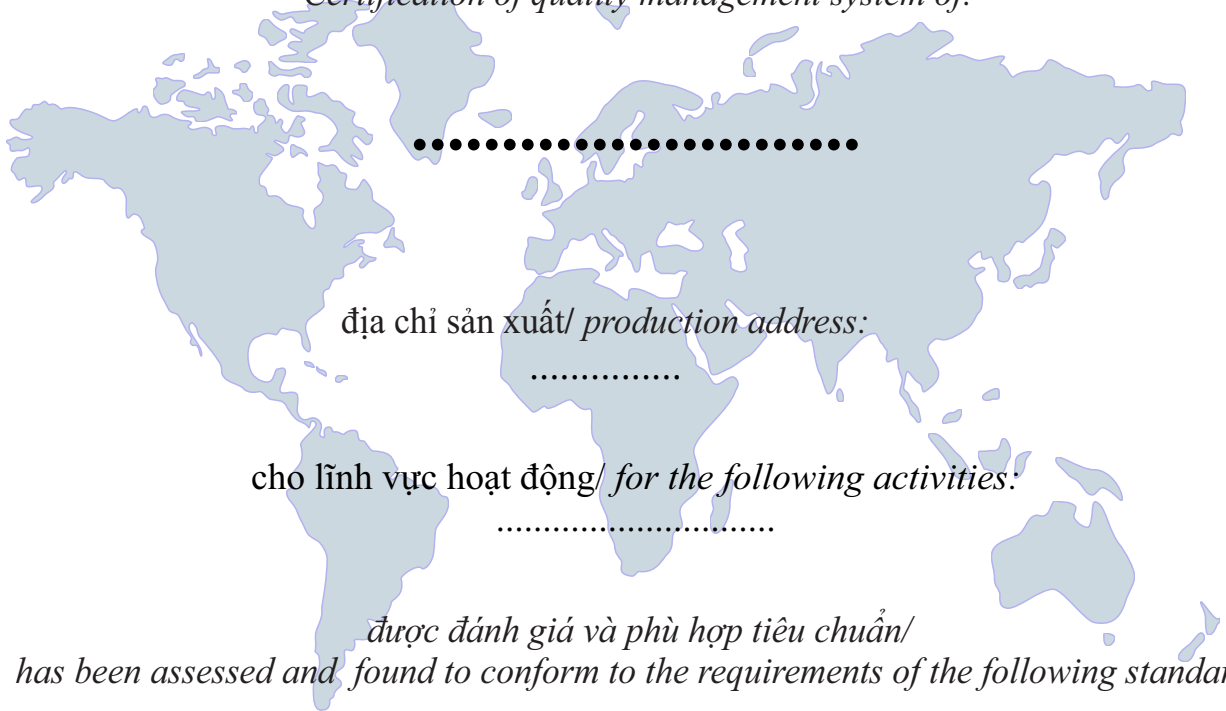 Certification of quality management system of:
.........................
địa chỉ sản xuất/ production address:
...............
cho lĩnh vực hoạt động/ for the following activities:
............................
được đánh giá và phù hợp tiêu chuẩn/
has been assessed and found to conform to the requirements of the following standar